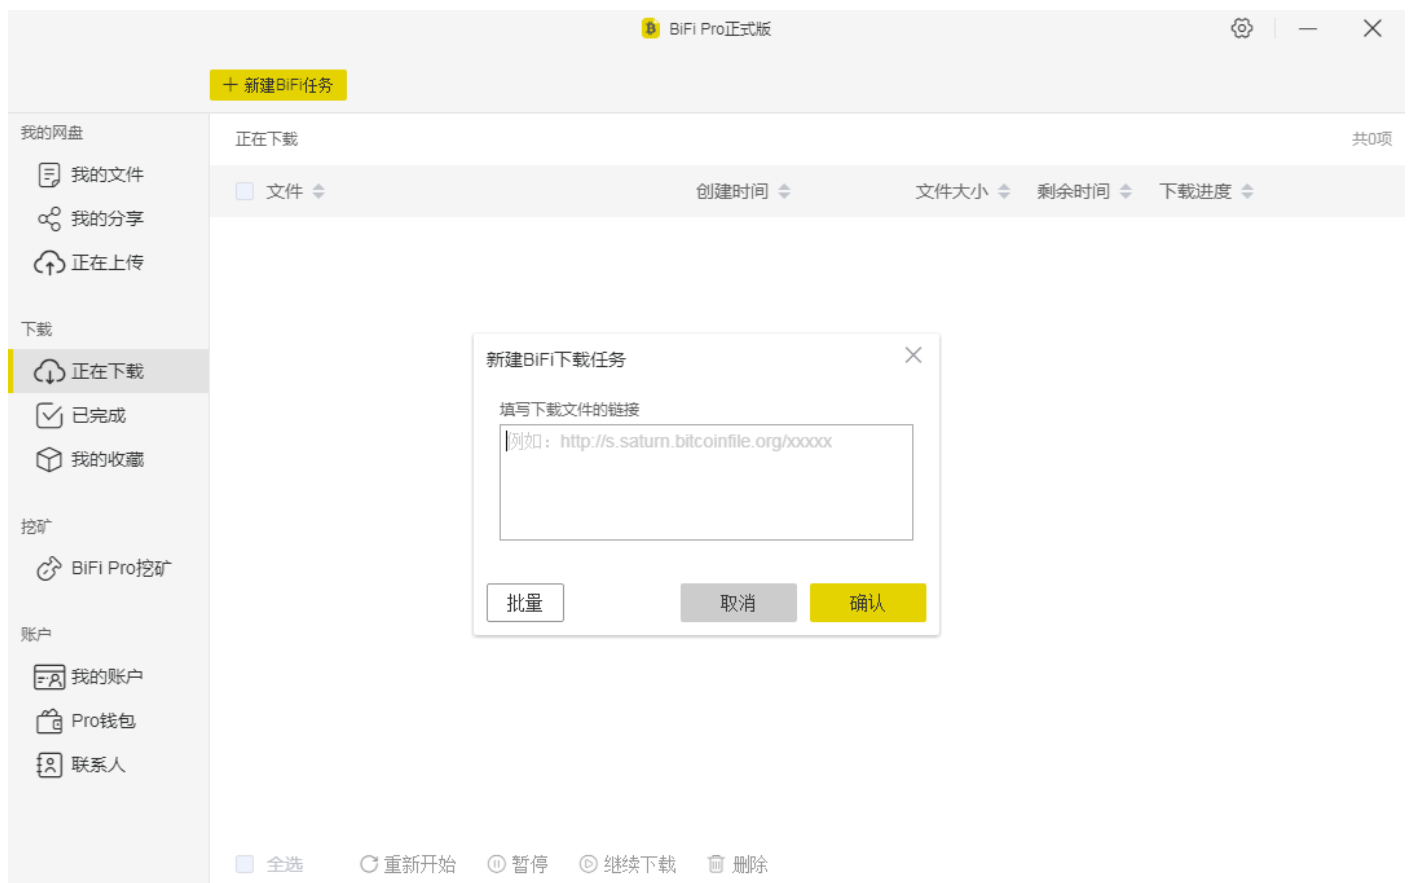 BiFi Pro正式版
新建BiFi任务
我的网盘
我的文件
我的分享
正在上传
下载
正在下载
已完成
我的收藏
挖矿
BiFi Pro挖矿
账户
我的账户
Pro钱包
联系人
正在下载
共0项
文件 创建时间 文件大小 剩余时间 下载进度
新建BiFi下载任务
填写下载文件的链接
例如：http://s.saturn.bitcoinfile.org/xxxxx
批量 取消 确认
全选 重新开始 暂停 继续下载 删除